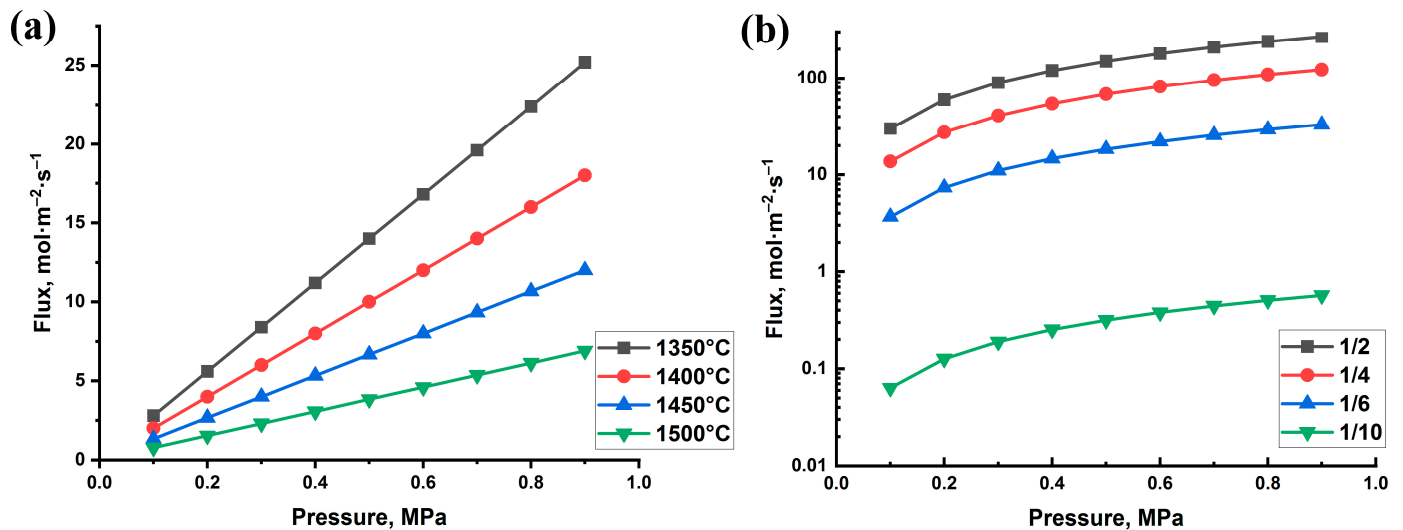 (a)
25
20
15
10
5
0
0.0 0.2 0.4 0.6 0.8 1.0
Flux, mol·m⁻²·s⁻¹
Pressure, MPa
1350°C
1400°C
1450°C
1500°C
(b)
100
10
1
0.1
0.01
0.0 0.2 0.4 0.6 0.8 1.0
Flux, mol·m⁻²·s⁻¹
Pressure, MPa
1/2
1/4
1/6
1/10